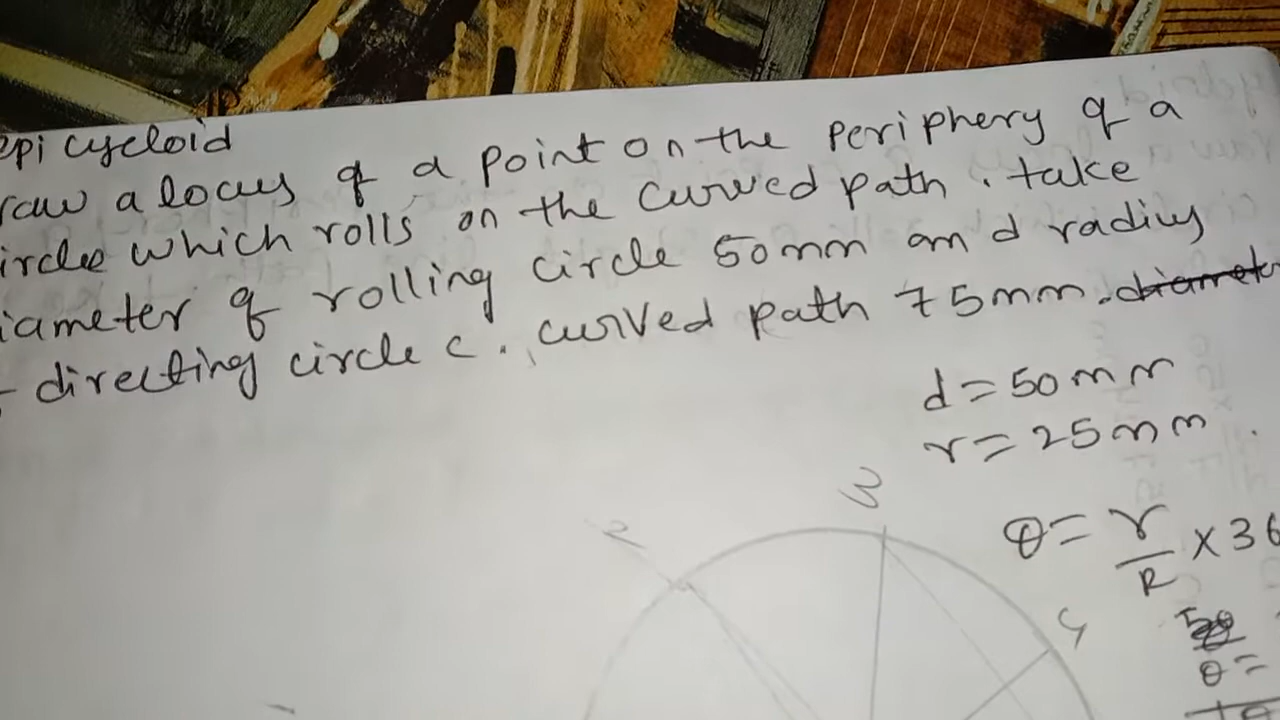 epi cycloid
raw a locus of a point on the periphery of a
ircle which rolls on the curved path. take
iameter of rolling circle 50mm and radius
directing circle c. curved path 75mm. diamet
d = 50mm
r = 25mm.
3
θ = r/R × 36
2
4
θ =